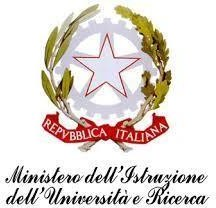 REPVBBLICA ITALIANA
Ministero dell'Istruzione
dell'Università e Ricerca